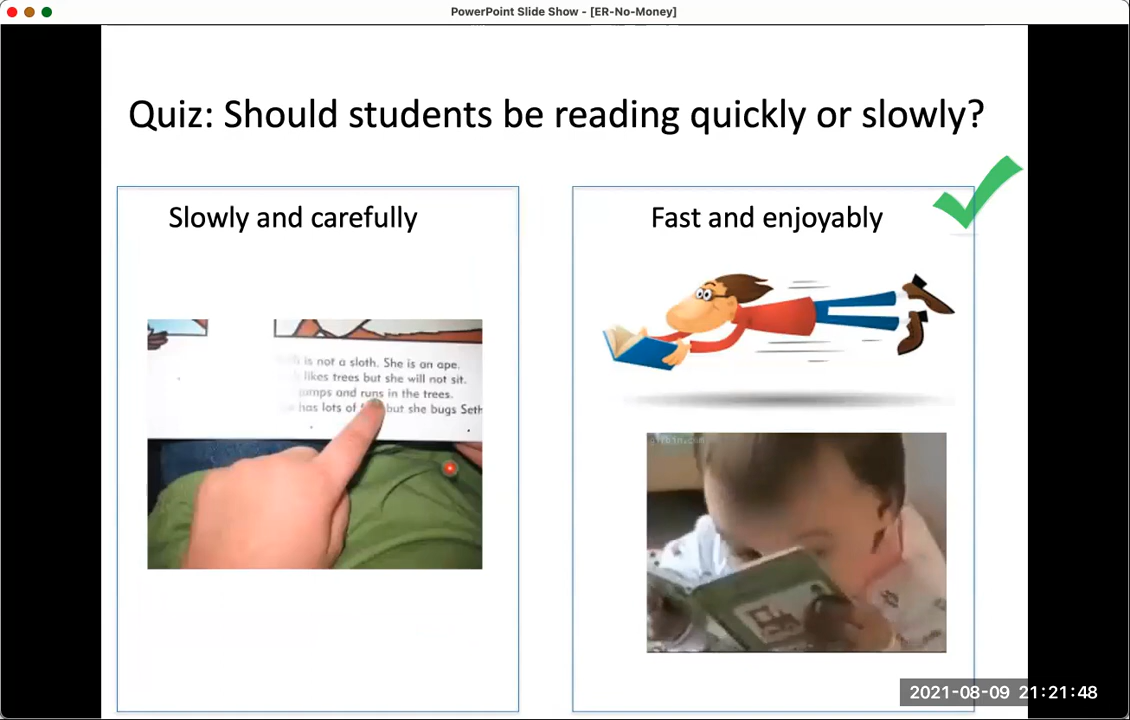 PowerPoint Slide Show - [ER-No-Money]
Quiz: Should students be reading quickly or slowly?
Slowly and carefully
is not a sloth. She is an ape.
likes trees but she will not sit.
and runs in the trees.
has lots of but she bugs Seth
Fast and enjoyably
2021-08-09 21:21:48